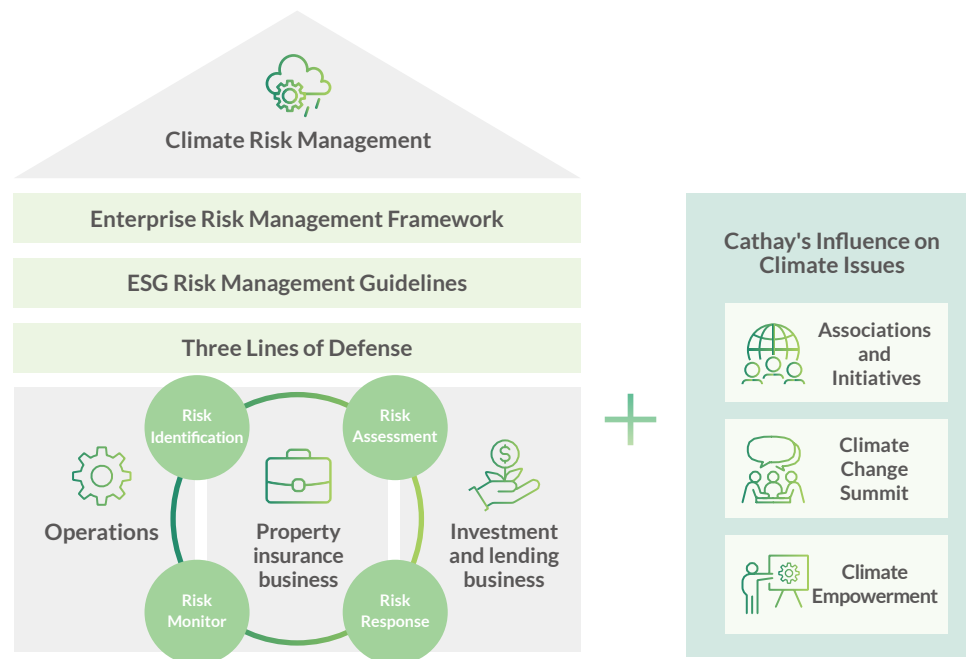 Climate Risk Management
Enterprise Risk Management Framework
ESG Risk Management Guidelines
Three Lines of Defense
Risk
Identification
Risk
Assessment
Operations
Property
insurance
business
Investment
and lending
business
$
Risk
Monitor
Risk
Response
Cathay's Influence on
Climate Issues
Associations
and
Initiatives
Climate
Change
Summit
Climate
Empowerment